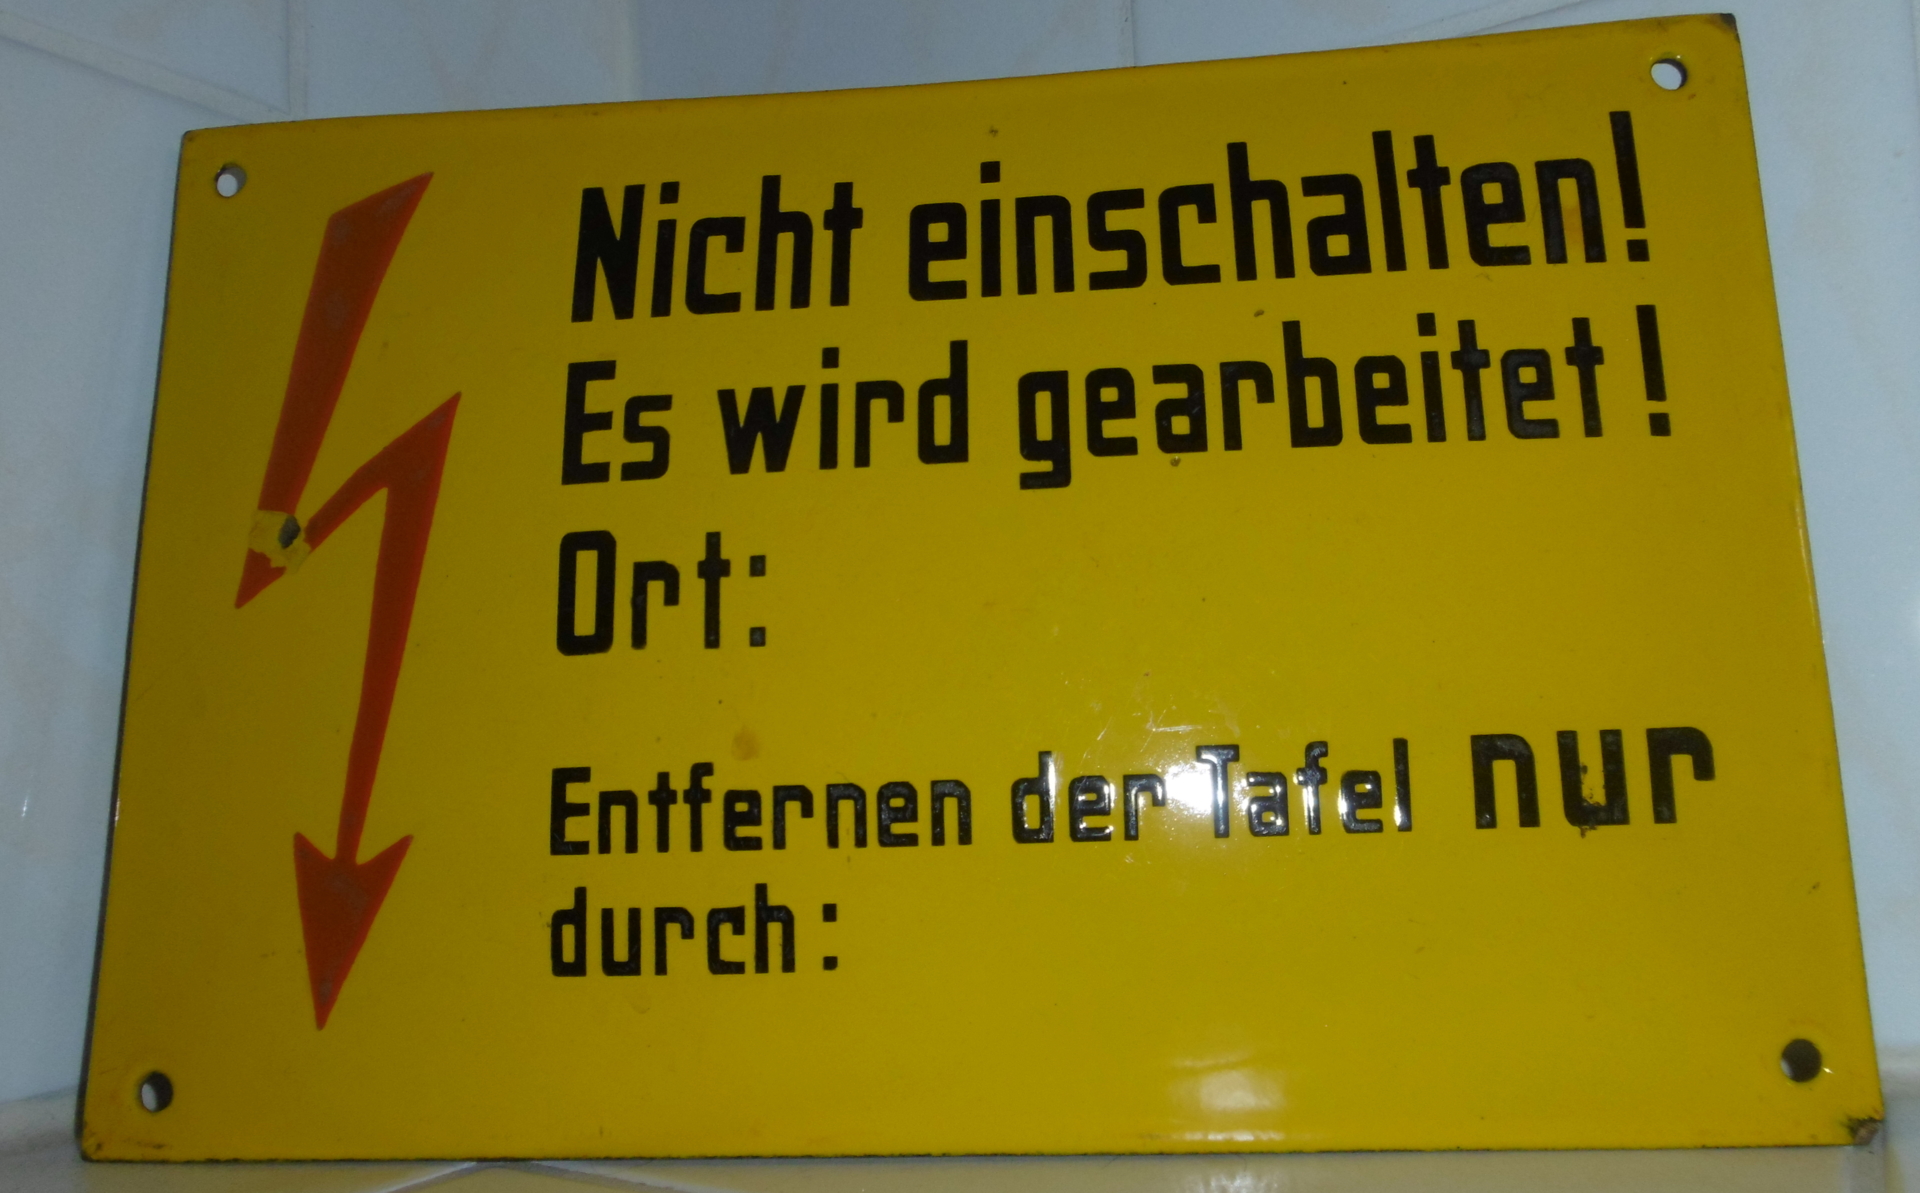 Nicht einschalten!
Es wird gearbeitet!
Ort:
Entfernen der Tafel nur
durch: